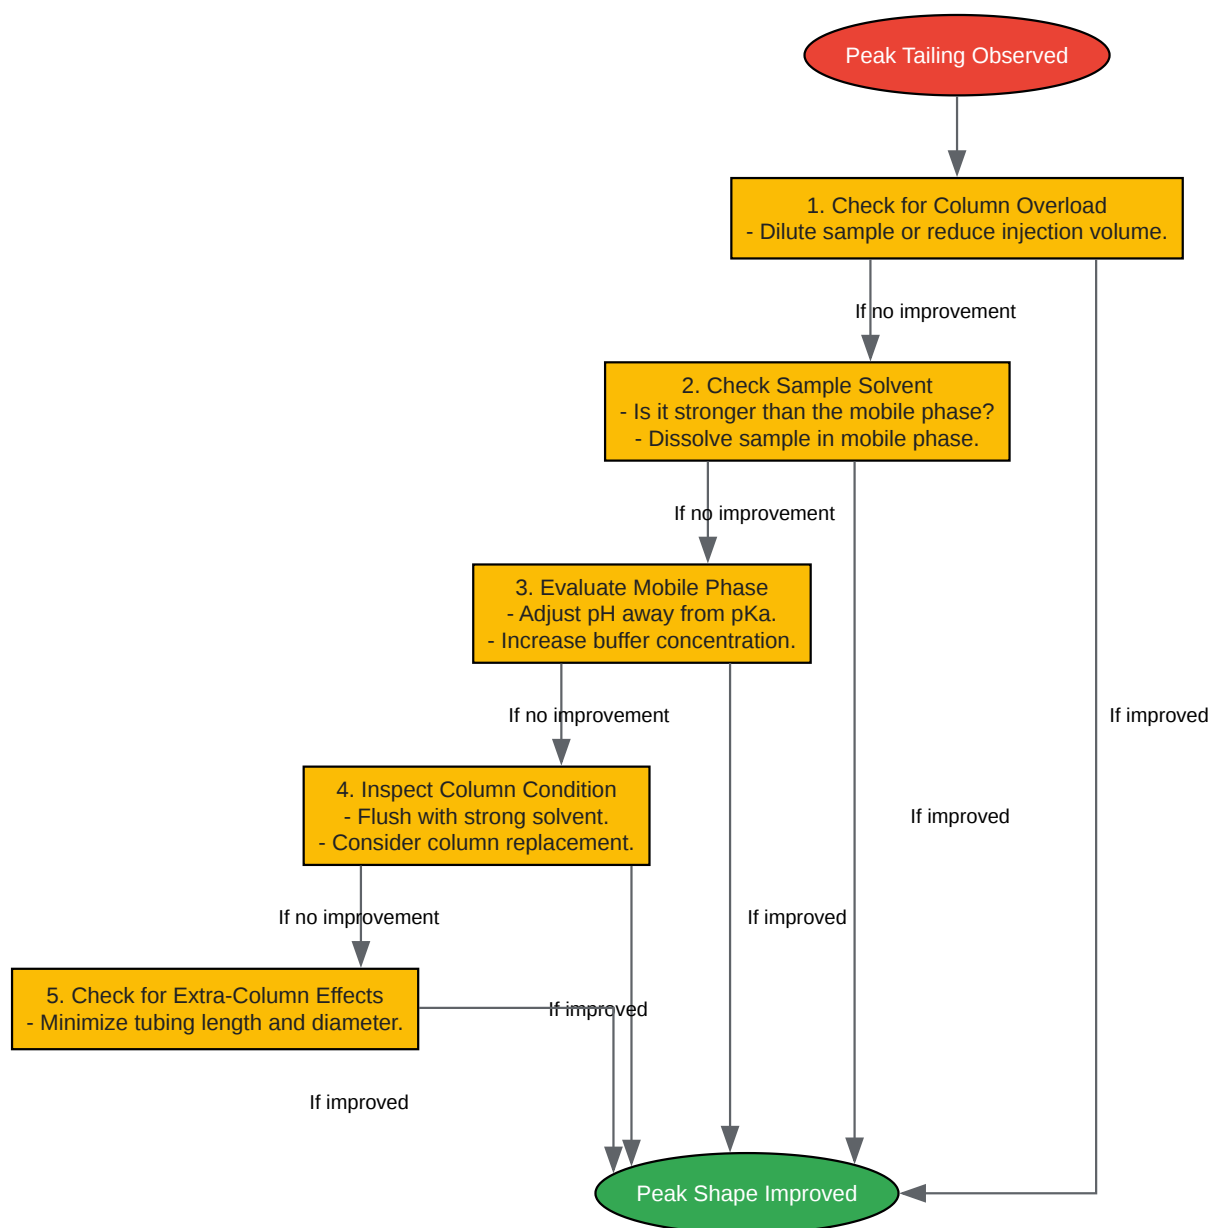 Peak Tailing Observed
1. Check for Column Overload
- Dilute sample or reduce injection volume.
If no improvement
2. Check Sample Solvent
- Is it stronger than the mobile phase?
- Dissolve sample in mobile phase.
If no improvement
3. Evaluate Mobile Phase
- Adjust pH away from pKa.
- Increase buffer concentration.
If no improvement
If improved
4. Inspect Column Condition
- Flush with strong solvent.
- Consider column replacement.
If improved
If no improvement
If improved
5. Check for Extra-Column Effects
- Minimize tubing length and diameter.
If improved
If improved
Peak Shape Improved